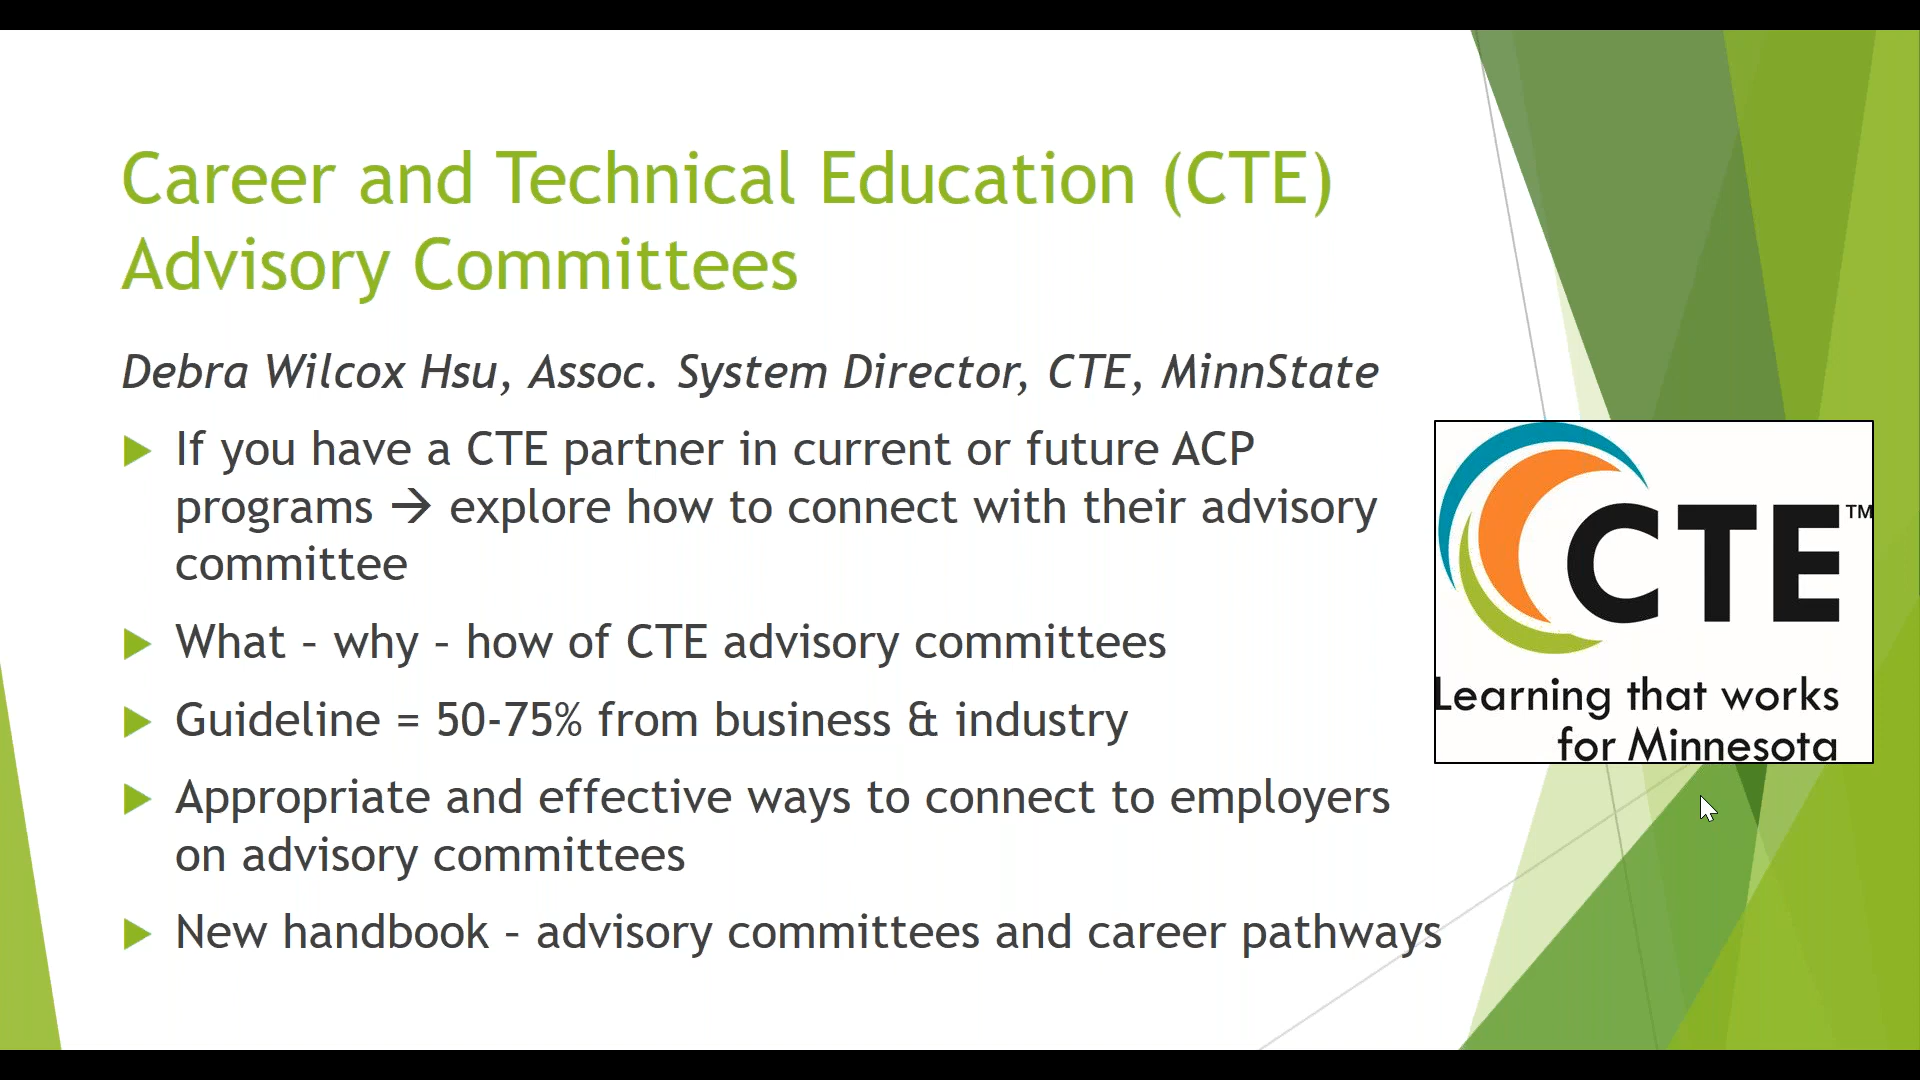 Career and Technical Education (CTE)
Advisory Committees
Debra Wilcox Hsu, Assoc. System Director, CTE, MinnState
If you have a CTE partner in current or future ACP
programs → explore how to connect with their advisory
committee
What – why – how of CTE advisory committees
Guideline = 50-75% from business & industry
Appropriate and effective ways to connect to employers
on advisory committees
New handbook – advisory committees and career pathways
CTE™
Learning that works
for Minnesota